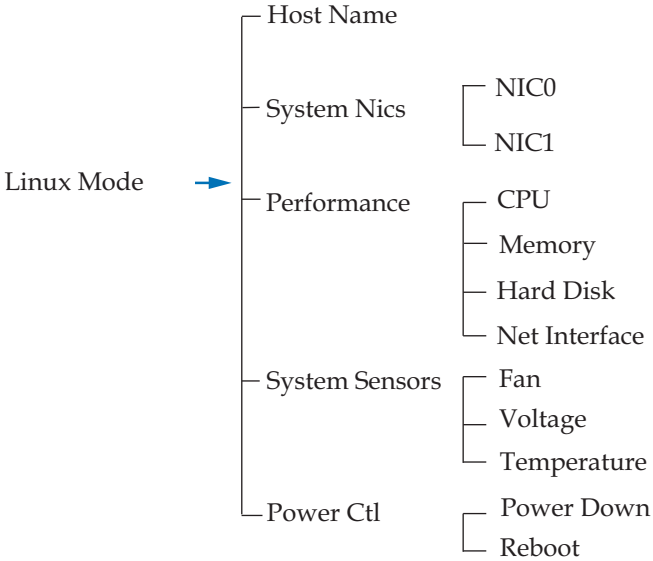 Linux Mode
Host Name
System Nics
NIC0
NIC1
Performance
CPU
Memory
Hard Disk
Net Interface
System Sensors
Fan
Voltage
Temperature
Power Ctl
Power Down
Reboot